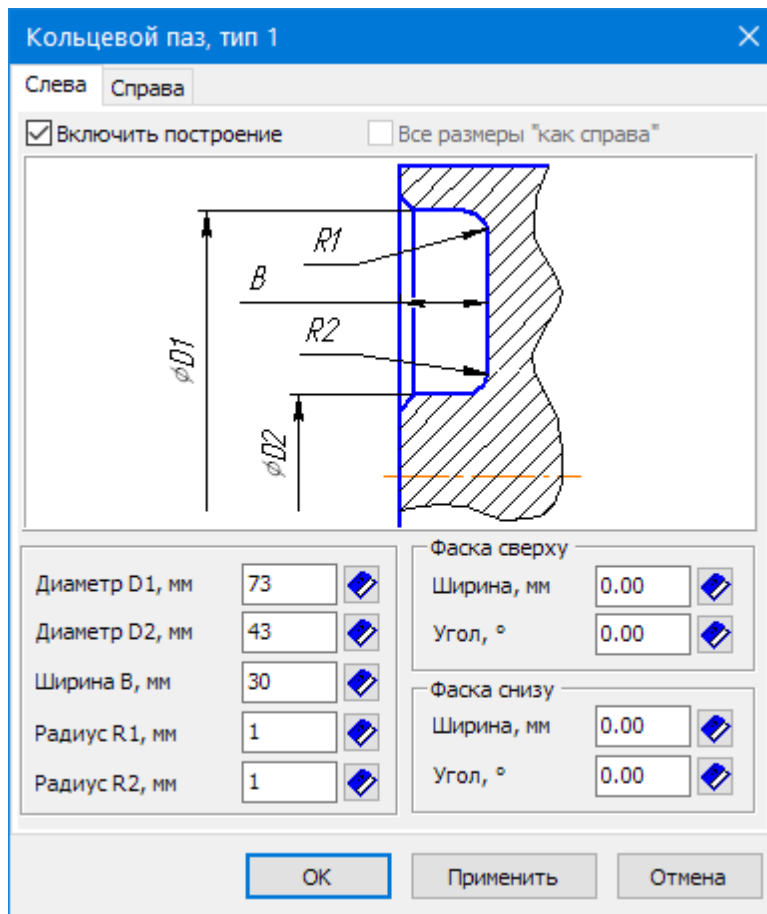 Кольцевой паз, тип 1
Слева Справа
Включить построение Все размеры "как справа"
R1
B
R2
⌀D1
⌀D2
Диаметр D1, мм 73
Диаметр D2, мм 43
Ширина B, мм 30
Радиус R1, мм 1
Радиус R2, мм 1
Фаска сверху
Ширина, мм 0.00
Угол, ° 0.00
Фаска снизу
Ширина, мм 0.00
Угол, ° 0.00
OK Применить Отмена